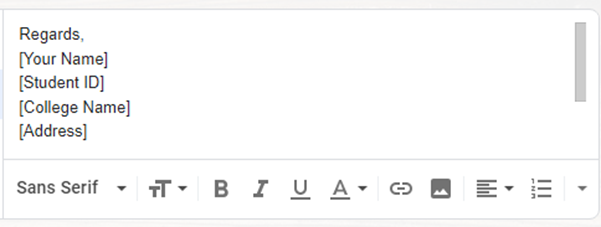 Regards,
[Your Name]
[Student ID]
[College Name]
[Address]
Sans Serif
B I U A